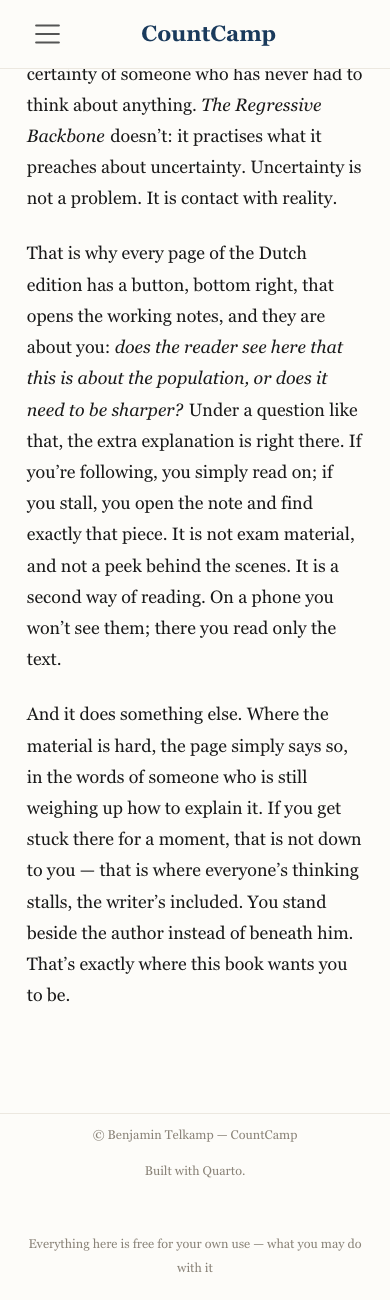 CountCamp
certainty of someone who has never had to
think about anything. The Regressive
Backbone doesn’t: it practises what it
preaches about uncertainty. Uncertainty is
not a problem. It is contact with reality.
That is why every page of the Dutch
edition has a button, bottom right, that
opens the working notes, and they are
about you: does the reader see here that
this is about the population, or does it
need to be sharper? Under a question like
that, the extra explanation is right there. If
you’re following, you simply read on; if
you stall, you open the note and find
exactly that piece. It is not exam material,
and not a peek behind the scenes. It is a
second way of reading. On a phone you
won’t see them; there you read only the
text.
And it does something else. Where the
material is hard, the page simply says so,
in the words of someone who is still
weighing up how to explain it. If you get
stuck there for a moment, that is not down
to you — that is where everyone’s thinking
stalls, the writer’s included. You stand
beside the author instead of beneath him.
That’s exactly where this book wants you
to be.
© Benjamin Telkamp — CountCamp
Built with Quarto.
Everything here is free for your own use — what you may do
with it